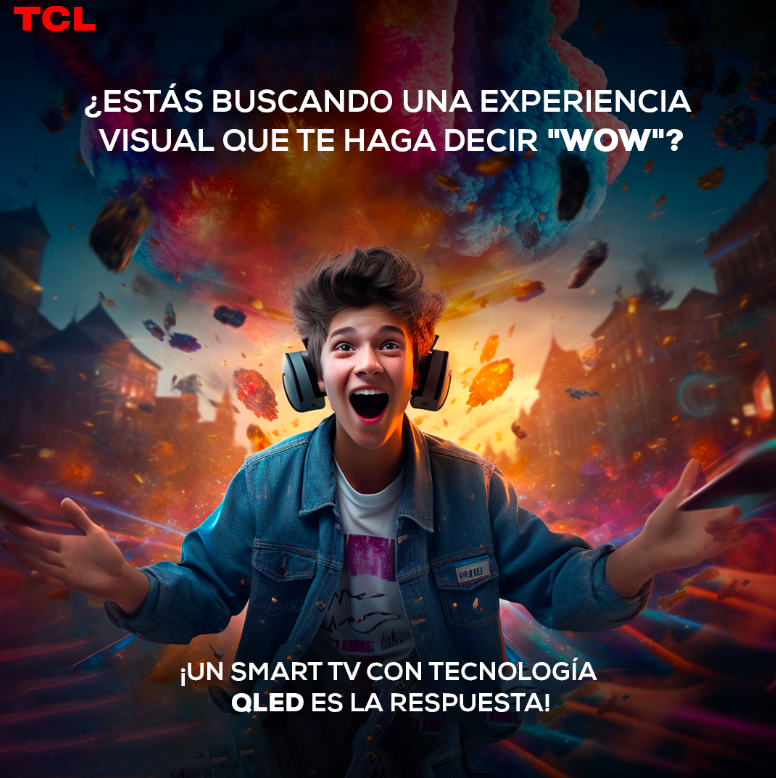 TCL
¿ESTÁS BUSCANDO UNA EXPERIENCIA
VISUAL QUE TE HAGA DECIR "WOW"?
¡UN SMART TV CON TECNOLOGÍA
QLED ES LA RESPUESTA!